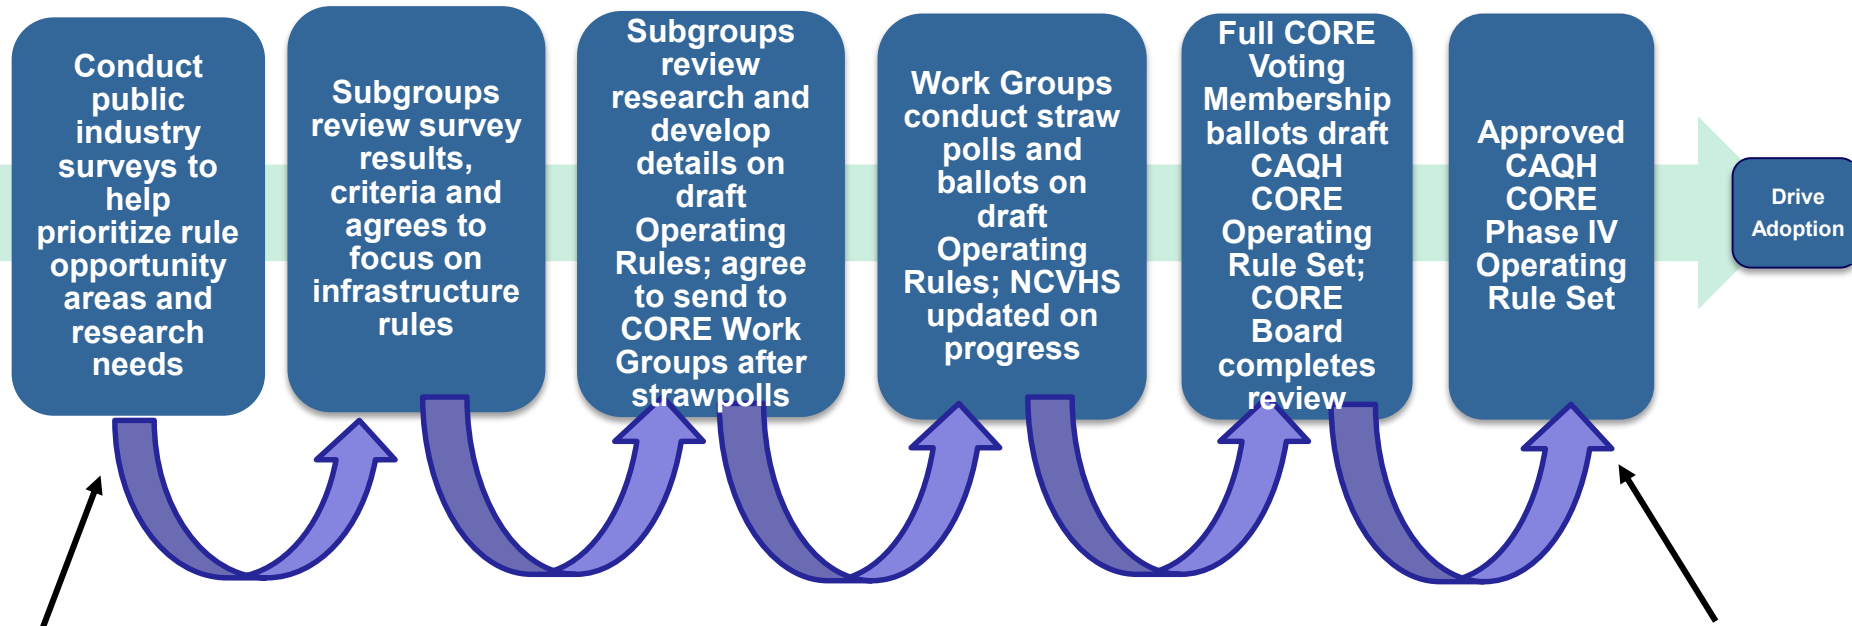 Conduct
public
industry
surveys to
help
prioritize rule
opportunity
areas and
research
needs
Subgroups
review survey
results,
criteria and
agrees to
focus on
infrastructure
rules
Subgroups
review
research and
develop
details on
draft
Operating
Rules; agree
to send to
CORE Work
Groups after
strawpolls
Work Groups
conduct straw
polls and
ballots on
draft
Operating
Rules; NCVHS
updated on
progress
Full CORE
Voting
Membership
ballots draft
CAQH
CORE
Operating
Rule Set;
CORE
Board
completes
review
Approved
CAQH
CORE
Phase IV
Operating
Rule Set
Drive
Adoption